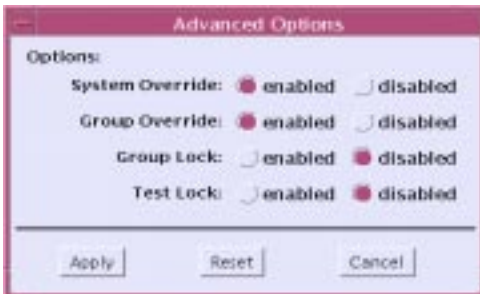 Advanced Options
Options:
System Override: enabled disabled
Group Override: enabled disabled
Group Lock: enabled disabled
Test Lock: enabled disabled
Apply Reset Cancel